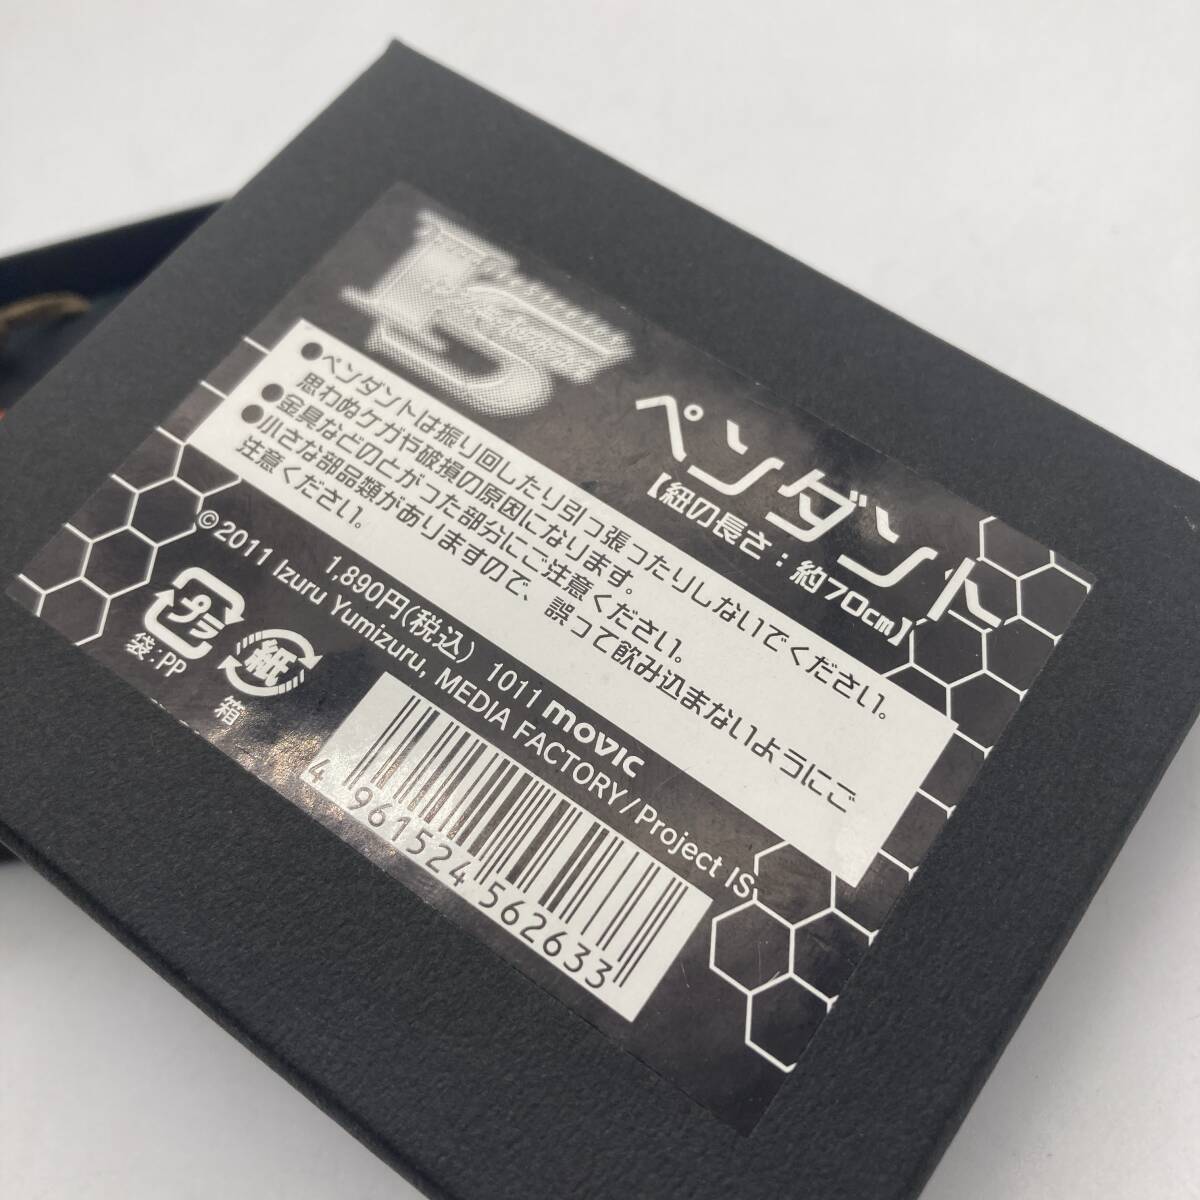 IS
ペンダント
【紐の長さ：約70cm】
●ペンダントは振り回したり引っ張ったりしないでください。
思わぬケガや破損の原因になります。
●金具などのとがった部分にご注意ください。
●小さな部品類がありますので、誤って飲み込まないようにご
注意ください。
1,890円(税込) 1011 movic
©2011 Izuru Yumizuru, MEDIA FACTORY/Project IS
プラ
袋:PP
紙
箱
4 961524 562633